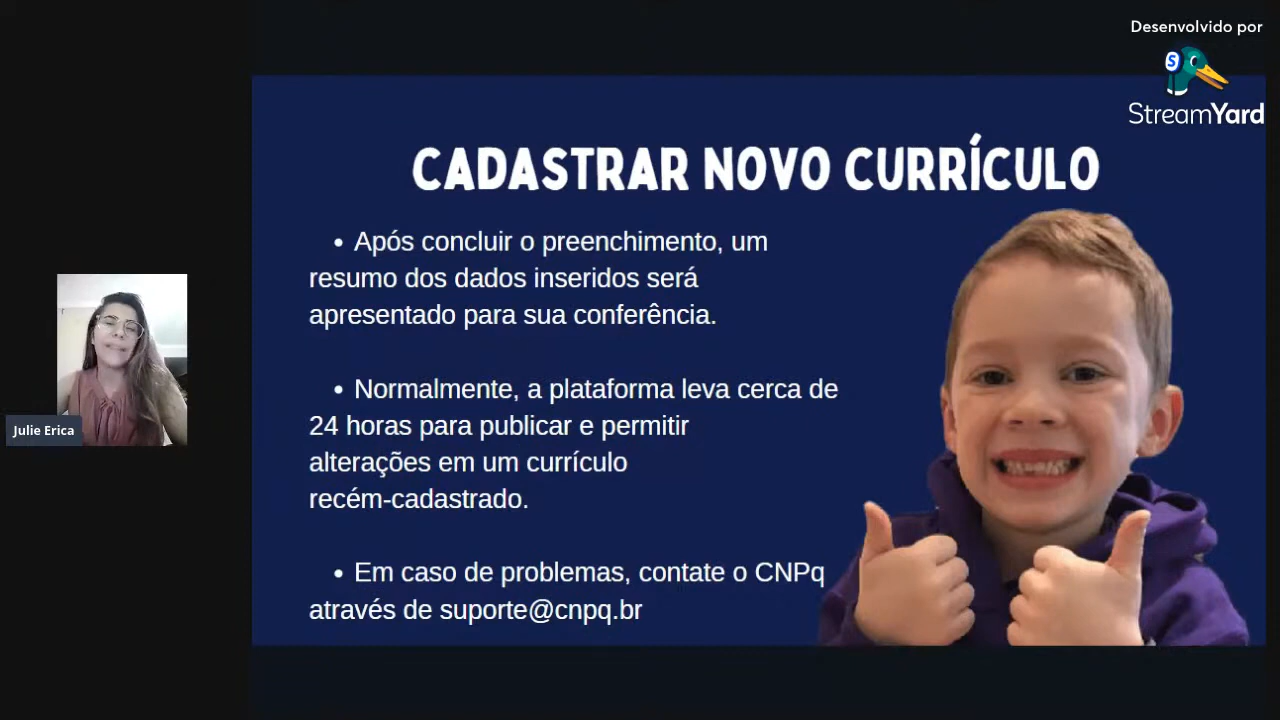 Desenvolvido por
StreamYard
CADASTRAR NOVO CURRÍCULO
• Após concluir o preenchimento, um
resumo dos dados inseridos será
apresentado para sua conferência.
• Normalmente, a plataforma leva cerca de
24 horas para publicar e permitir
alterações em um currículo
recém-cadastrado.
• Em caso de problemas, contate o CNPq
através de suporte@cnpq.br
Julie Erica